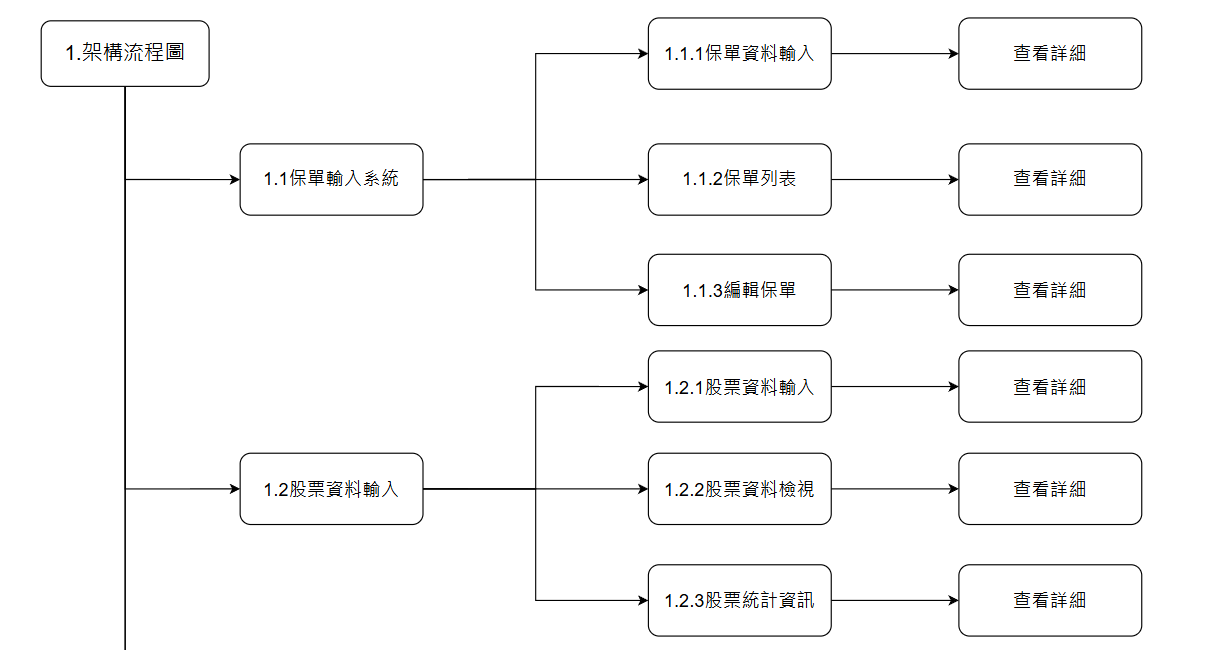 1.架構流程圖
1.1保單輸入系統
1.1.1保單資料輸入
查看詳細
1.1.2保單列表
查看詳細
1.1.3編輯保單
查看詳細
1.2股票資料輸入
1.2.1股票資料輸入
查看詳細
1.2.2股票資料檢視
查看詳細
1.2.3股票統計資訊
查看詳細